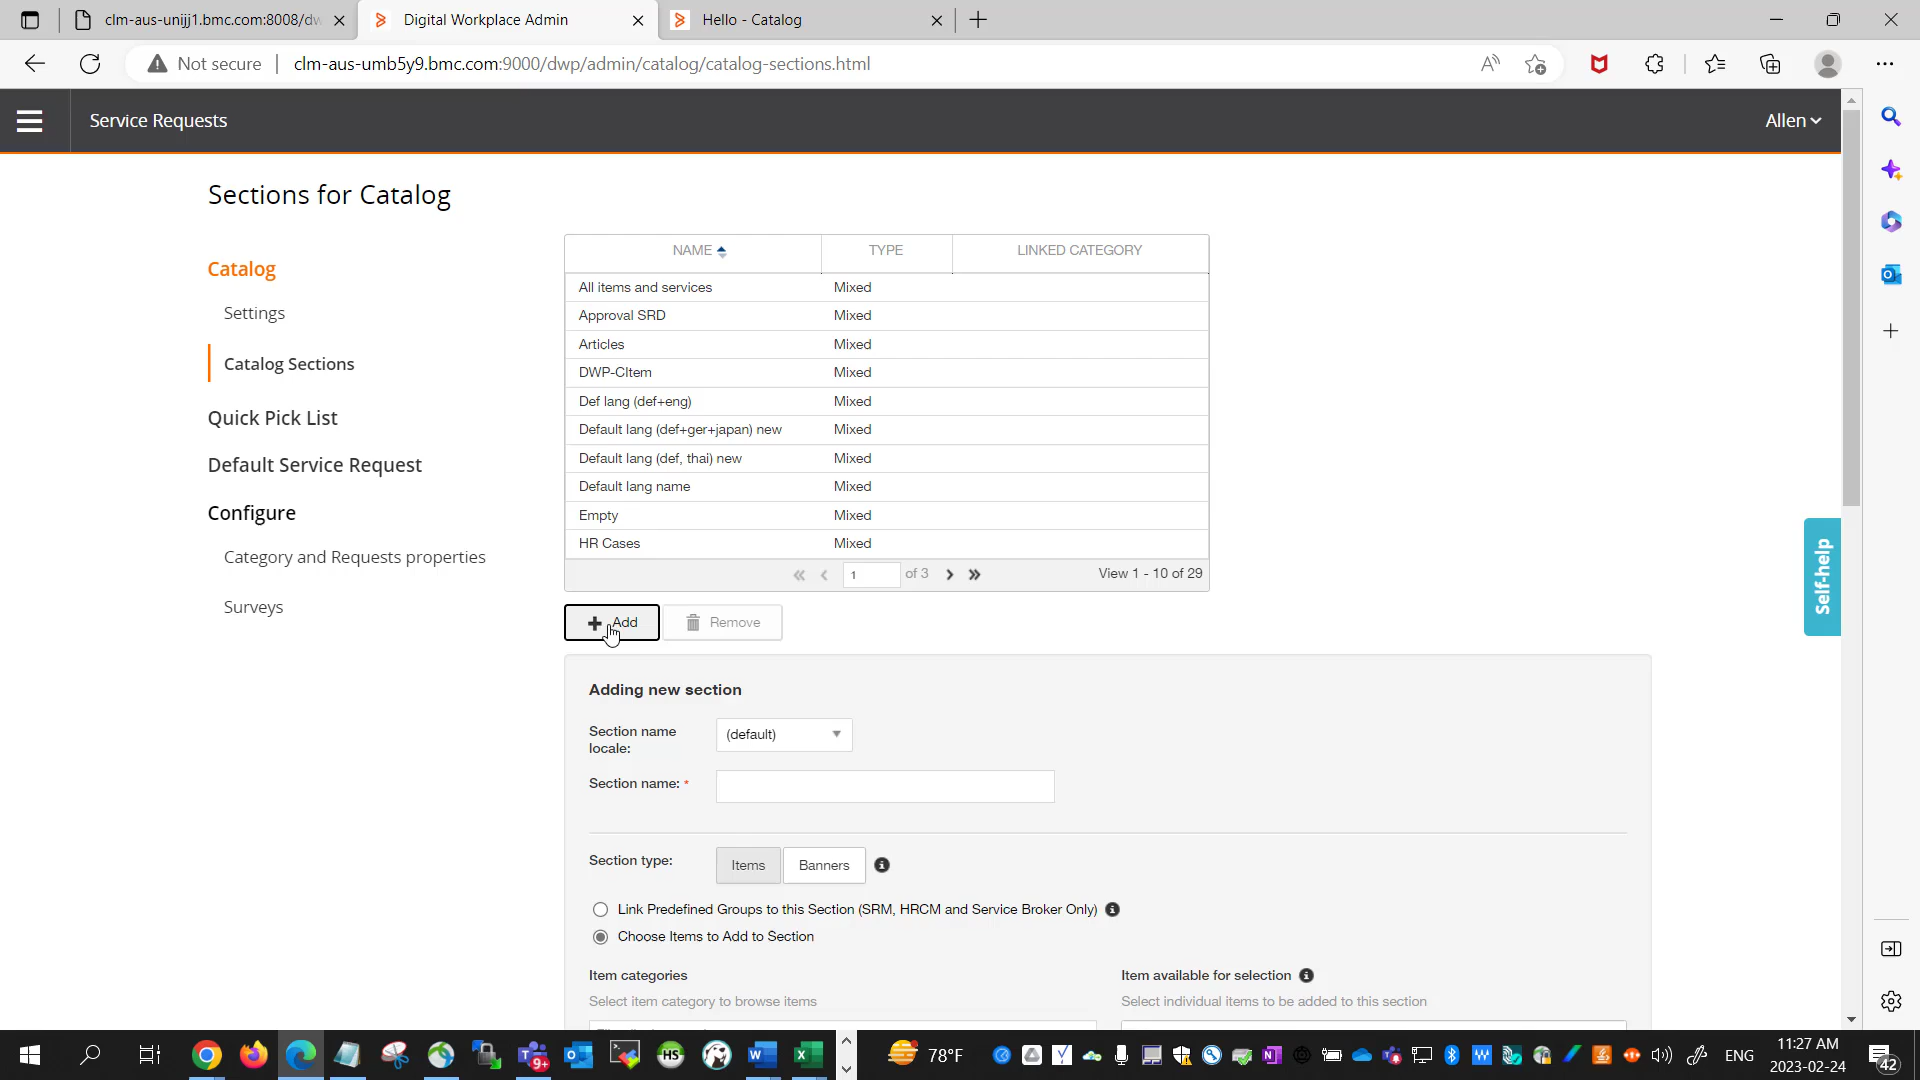 clm-aus-unijj1.bmc.com:8008/dw
Digital Workplace Admin
Hello - Catalog
Not secure
clm-aus-umb5y9.bmc.com:9000/dwp/admin/catalog/catalog-sections.html
Service Requests
Allen
Sections for Catalog
Catalog
Settings
Catalog Sections
Quick Pick List
Default Service Request
Configure
Category and Requests properties
Surveys
NAME TYPE LINKED CATEGORY
All items and services Mixed
Approval SRD Mixed
Articles Mixed
DWP-CItem Mixed
Def lang (def+eng) Mixed
Default lang (def+ger+japan) new Mixed
Default lang (def, thai) new Mixed
Default lang name Mixed
Empty Mixed
HR Cases Mixed
1 of 3 View 1 - 10 of 29
Add Remove
Self-help
Adding new section
Section name
locale:
(default)
Section name: *
Section type: Items Banners
Link Predefined Groups to this Section (SRM, HRCM and Service Broker Only)
Choose Items to Add to Section
Item categories
Select item category to browse items
Item available for selection
Select individual items to be added to this section
9+
HS
78°F
ENG
11:27 AM
2023-02-24
42